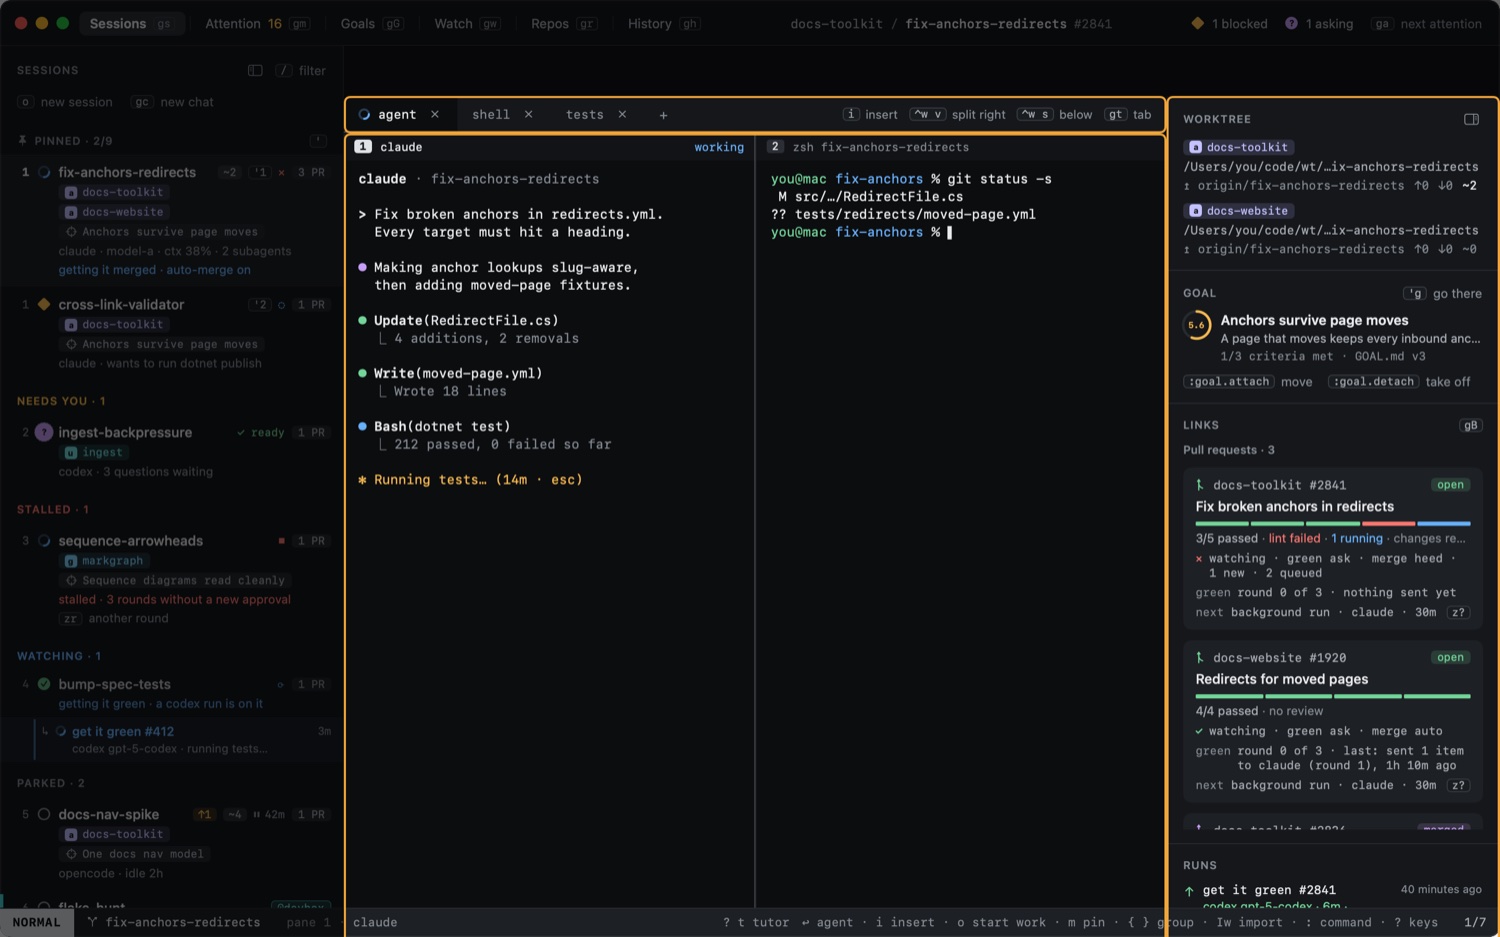 Sessions gs Attention 16 gm Goals gG Watch gw Repos gr History gh docs-toolkit / fix-anchors-redirects #2841 1 blocked ? 1 asking ga next attention
SESSIONS / filter
o new session gc new chat
PINNED · 2/9 '
1 fix-anchors-redirects ~2 '1 × 3 PR
a docs-toolkit
a docs-website
Anchors survive page moves
claude · model-a · ctx 38% · 2 subagents
getting it merged · auto-merge on
1 cross-link-validator '2 1 PR
a docs-toolkit
Anchors survive page moves
claude · wants to run dotnet publish
NEEDS YOU · 1
2 ? ingest-backpressure ✓ ready 1 PR
u ingest
codex · 3 questions waiting
STALLED · 1
3 sequence-arrowheads 1 PR
markgraph
Sequence diagrams read cleanly
stalled · 3 rounds without a new approval
zr another round
WATCHING · 1
4 bump-spec-tests 1 PR
getting it green · a codex run is on it
↳ get it green #412 3m
codex gpt-5-codex · running tests…
PARKED · 2
5 docs-nav-spike ↑1 ~4 42m 1 PR
a docs-toolkit
One docs nav model
opencode · idle 2h
agent × shell × tests × + i insert ^w v split right ^w s below gt tab
1 claude working
claude · fix-anchors-redirects
> Fix broken anchors in redirects.yml.
Every target must hit a heading.
Making anchor lookups slug-aware,
then adding moved-page fixtures.
Update(RedirectFile.cs)
⎿ 4 additions, 2 removals
Write(moved-page.yml)
⎿ Wrote 18 lines
Bash(dotnet test)
⎿ 212 passed, 0 failed so far
✱ Running tests… (14m · esc)
2 zsh fix-anchors-redirects
you@mac fix-anchors % git status -s
M src/…/RedirectFile.cs
?? tests/redirects/moved-page.yml
you@mac fix-anchors %
WORKTREE
a docs-toolkit
/Users/you/code/wt/…ix-anchors-redirects
↥ origin/fix-anchors-redirects ↑0 ↓0 ~2
a docs-website
/Users/you/code/wt/…ix-anchors-redirects
↥ origin/fix-anchors-redirects ↑0 ↓0 ~0
GOAL 'g go there
5.6 Anchors survive page moves
A page that moves keeps every inbound anc…
1/3 criteria met · GOAL.md v3
:goal.attach move :goal.detach take off
LINKS gB
Pull requests · 3
docs-toolkit #2841 open
Fix broken anchors in redirects
3/5 passed · lint failed · 1 running · changes re…
× watching · green ask · merge heed ·
1 new · 2 queued
green round 0 of 3 · nothing sent yet
next background run · claude · 30m z?
docs-website #1920 open
Redirects for moved pages
4/4 passed · no review
✓ watching · green ask · merge auto
green round 0 of 3 · last: sent 1 item
to claude (round 1), 1h 10m ago
next background run · claude · 30m z?
RUNS
↑ get it green #2841 40 minutes ago
codex gpt-5-codex · 6m ·
NORMAL fix-anchors-redirects pane 1 claude ? t tutor ↩ agent · i insert · o start work · m pin · { } group · Iw import · : command · ? keys 1/7